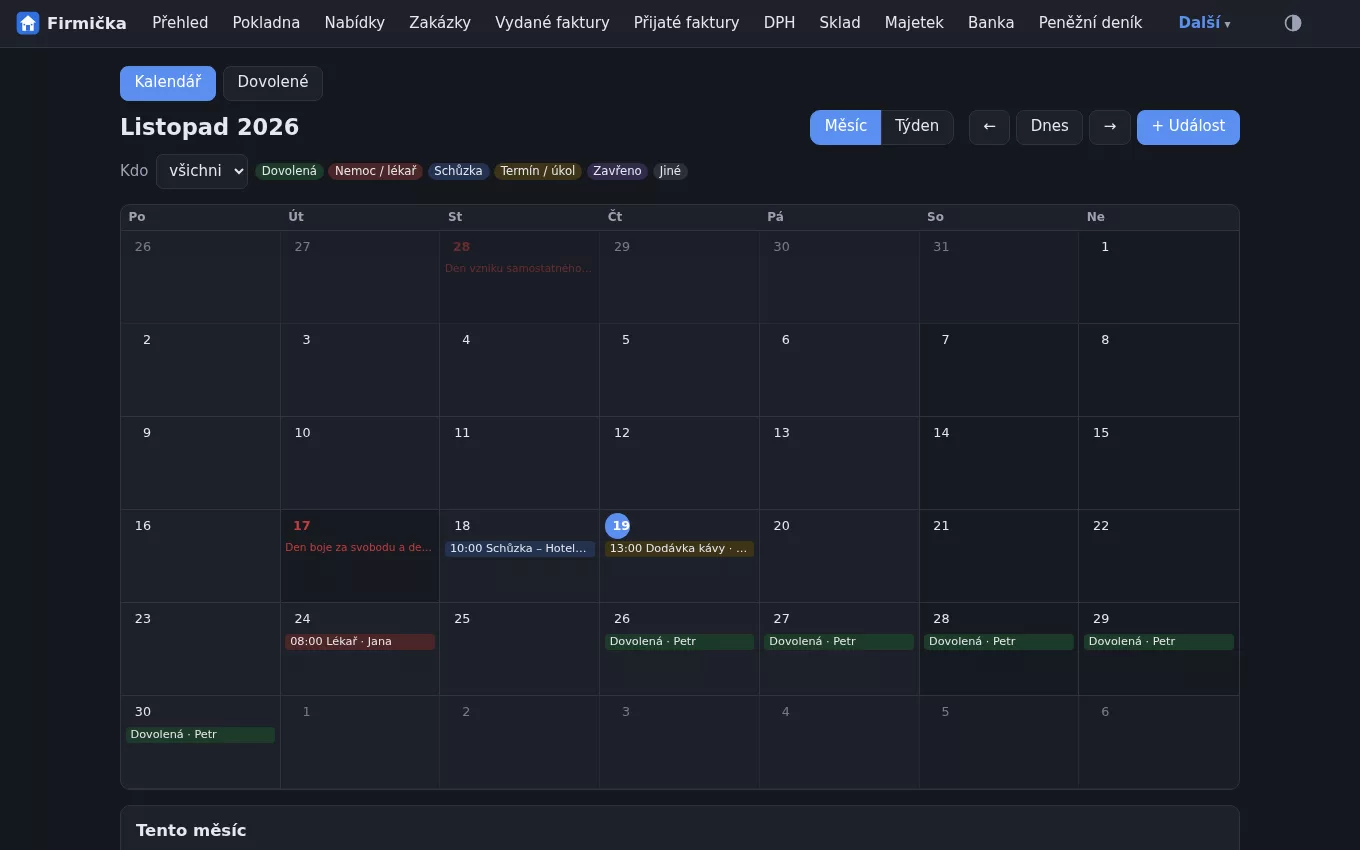 Firmička Přehled Pokladna Nabídky Zakázky Vydané faktury Přijaté faktury DPH Sklad Majetek Banka Peněžní deník Další ▾
Kalendář Dovolené
Listopad 2026 Měsíc Týden ← Dnes → + Událost
Kdo všichni Dovolená Nemoc / lékař Schůzka Termín / úkol Zavřeno Jiné
Po Út St Čt Pá So Ne
26 27 28 29 30 31 1
Den vzniku samostatného…
2 3 4 5 6 7 8
9 10 11 12 13 14 15
16 17 18 19 20 21 22
Den boje za svobodu a de… 10:00 Schůzka – Hotel… 13:00 Dodávka kávy · …
23 24 25 26 27 28 29
08:00 Lékař · Jana Dovolená · Petr Dovolená · Petr Dovolená · Petr Dovolená · Petr
30 1 2 3 4 5 6
Dovolená · Petr
Tento měsíc